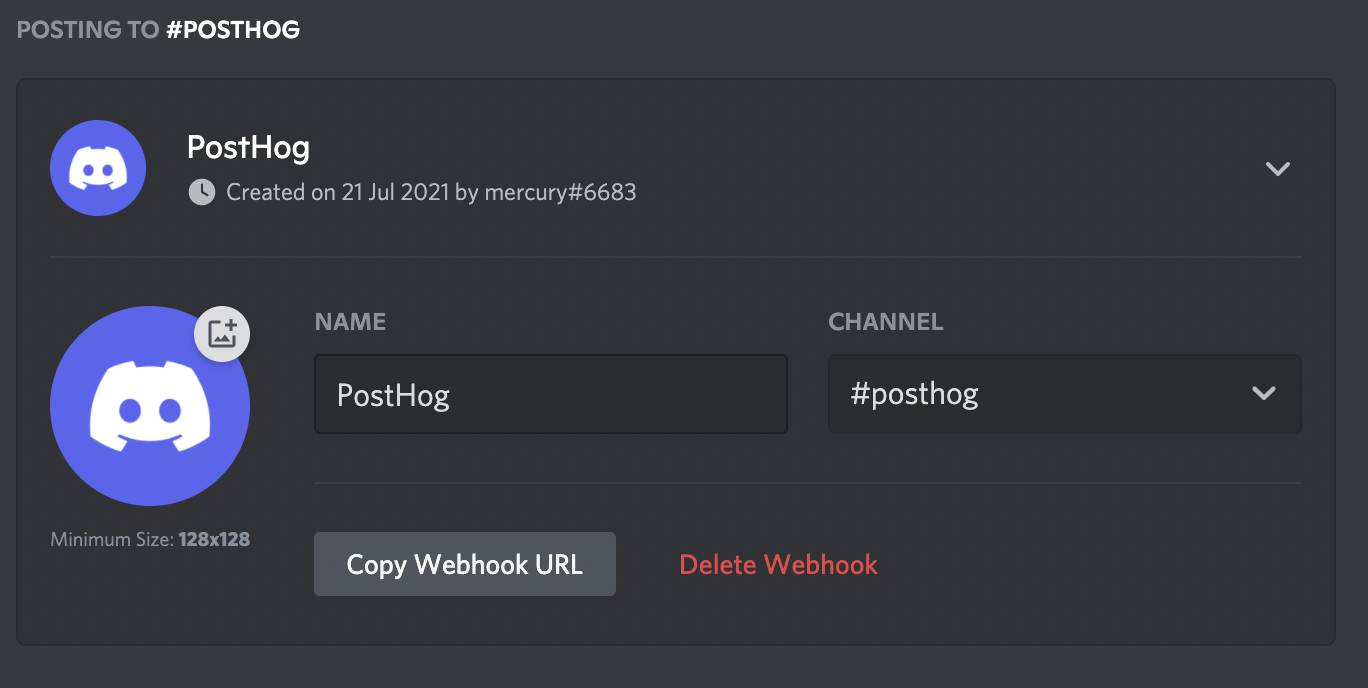 POSTING TO #POSTHOG
PostHog
Created on 21 Jul 2021 by mercury#6683
NAME
CHANNEL
PostHog
#posthog
Minimum Size: 128x128
Copy Webhook URL
Delete Webhook